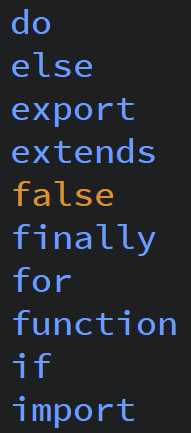 do
else
export
extends
false
finally
for
function
if
import